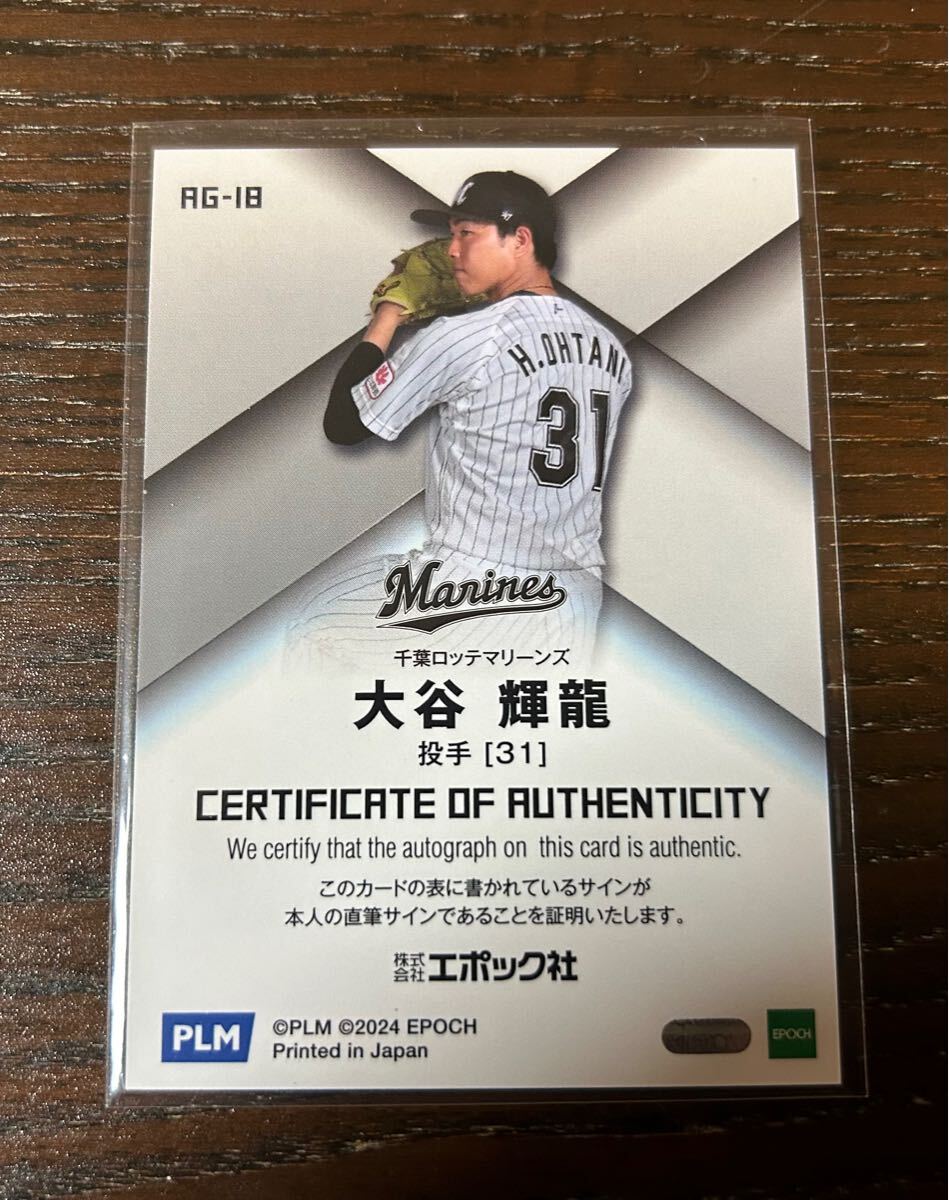 AG-18
H.OHTANI
31
Marines
千葉ロッテマリーンズ
大谷 輝龍
投手 [31]
CERTIFICATE OF AUTHENTICITY
We certify that the autograph on this card is authentic.
このカードの表に書かれているサインが
本人の直筆サインであることを証明いたします。
株式会社エポック社
PLM
©PLM ©2024 EPOCH
Printed in Japan
EPOCH